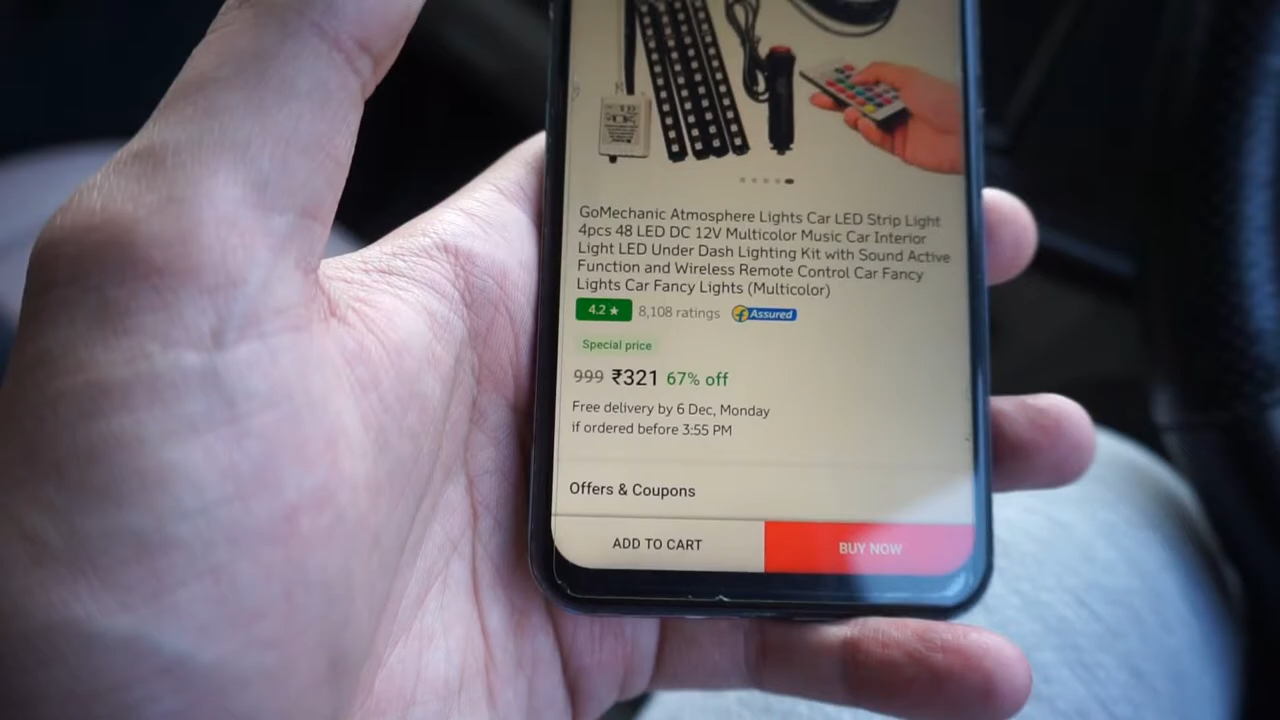 GoMechanic Atmosphere Lights Car LED Strip Light
4pcs 48 LED DC 12V Multicolor Music Car Interior
Light LED Under Dash Lighting Kit with Sound Active
Function and Wireless Remote Control Car Fancy
Lights Car Fancy Lights (Multicolor)
4.2 ★ 8,108 ratings Assured
Special price
999 ₹321 67% off
Free delivery by 6 Dec, Monday
if ordered before 3:55 PM
Offers & Coupons
ADD TO CART BUY NOW